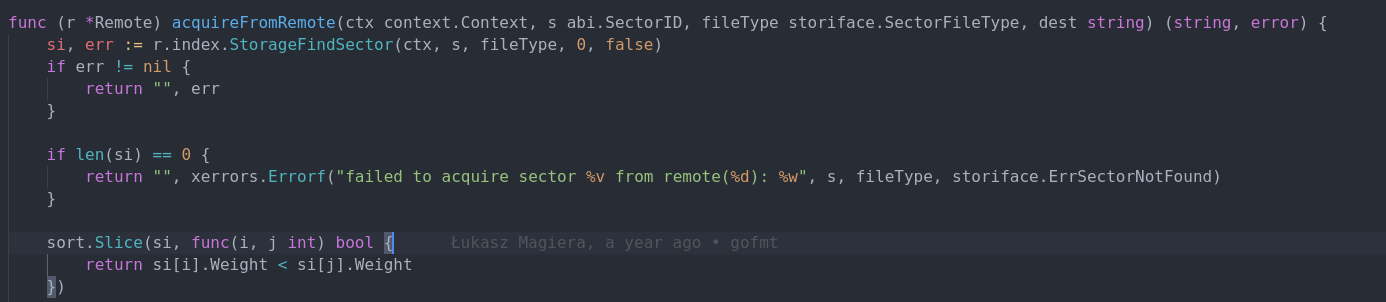 func (r *Remote) acquireFromRemote(ctx context.Context, s abi.SectorID, fileType storiface.SectorFileType, dest string) (string, error) {
    si, err := r.index.StorageFindSector(ctx, s, fileType, 0, false)
    if err != nil {
        return "", err
    }

    if len(si) == 0 {
        return "", xerrors.Errorf("failed to acquire sector %v from remote(%d): %w", s, fileType, storiface.ErrSectorNotFound)
    }

    sort.Slice(si, func(i, j int) bool {      Łukasz Magiera, a year ago • gofmt
        return si[i].Weight < si[j].Weight
    })